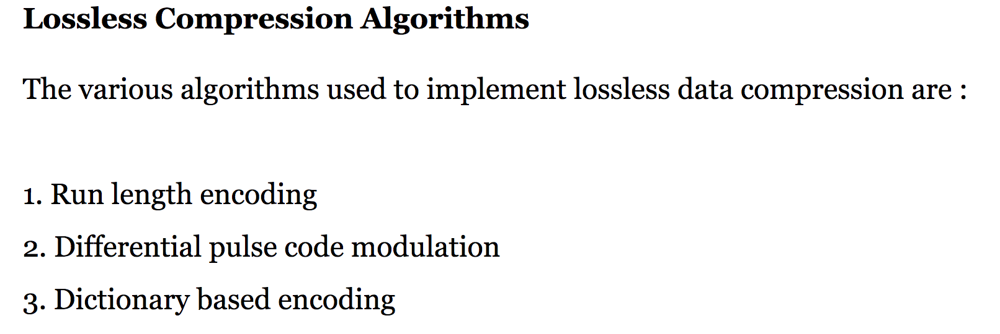 Lossless Compression Algorithms
The various algorithms used to implement lossless data compression are :
1. Run length encoding
2. Differential pulse code modulation
3. Dictionary based encoding